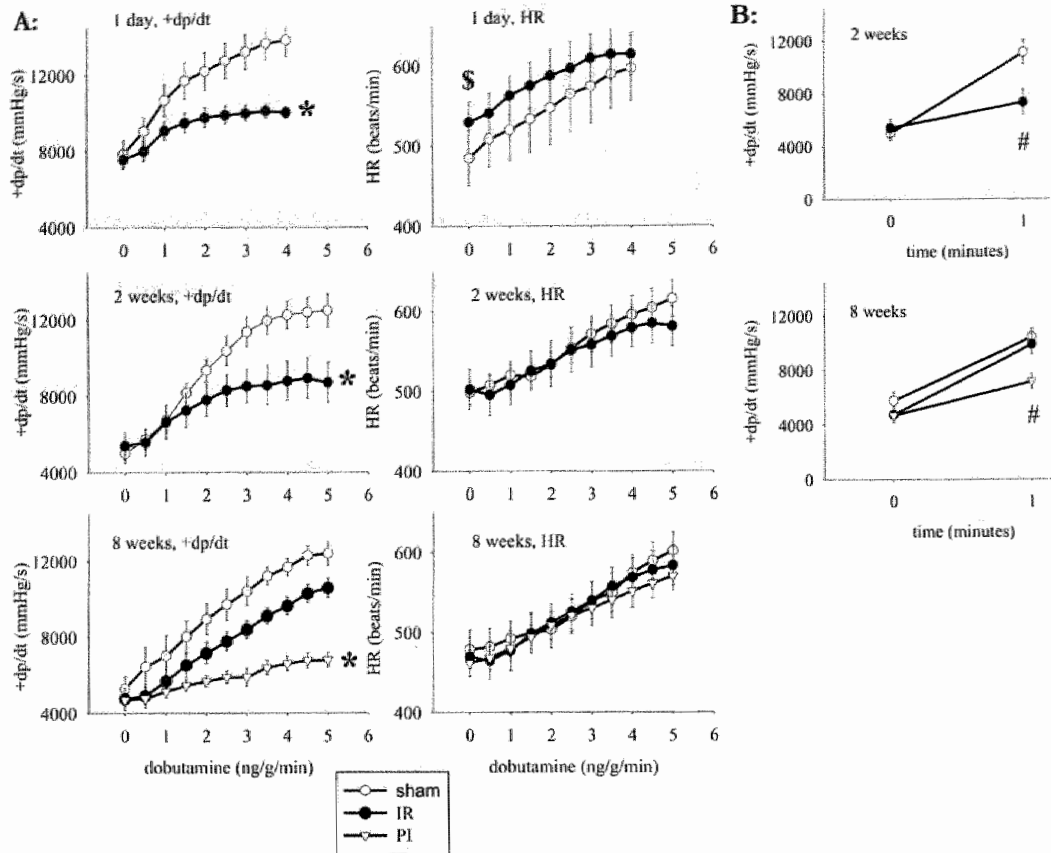 A:
1 day, +dp/dt
+dp/dt (mmHg/s)
12000
8000
4000
*
0 1 2 3 4 5 6
1 day, HR
HR (beats/min)
600
500
400
$
0 1 2 3 4 5 6
2 weeks, +dp/dt
+dp/dt (mmHg/s)
12000
8000
4000
*
0 1 2 3 4 5 6
2 weeks, HR
HR (beats/min)
600
500
400
0 1 2 3 4 5 6
8 weeks, +dp/dt
+dp/dt (mmHg/s)
12000
8000
4000
*
0 1 2 3 4 5 6
dobutamine (ng/g/min)
8 weeks, HR
HR (beats/min)
600
500
400
0 1 2 3 4 5 6
dobutamine (ng/g/min)
sham
IR
PI
B:
2 weeks
+dp/dt (mmHg/s)
12000
8000
4000
0
#
0 1
time (minutes)
8 weeks
+dp/dt (mmHg/s)
12000
8000
4000
0
#
0 1
time (minutes)